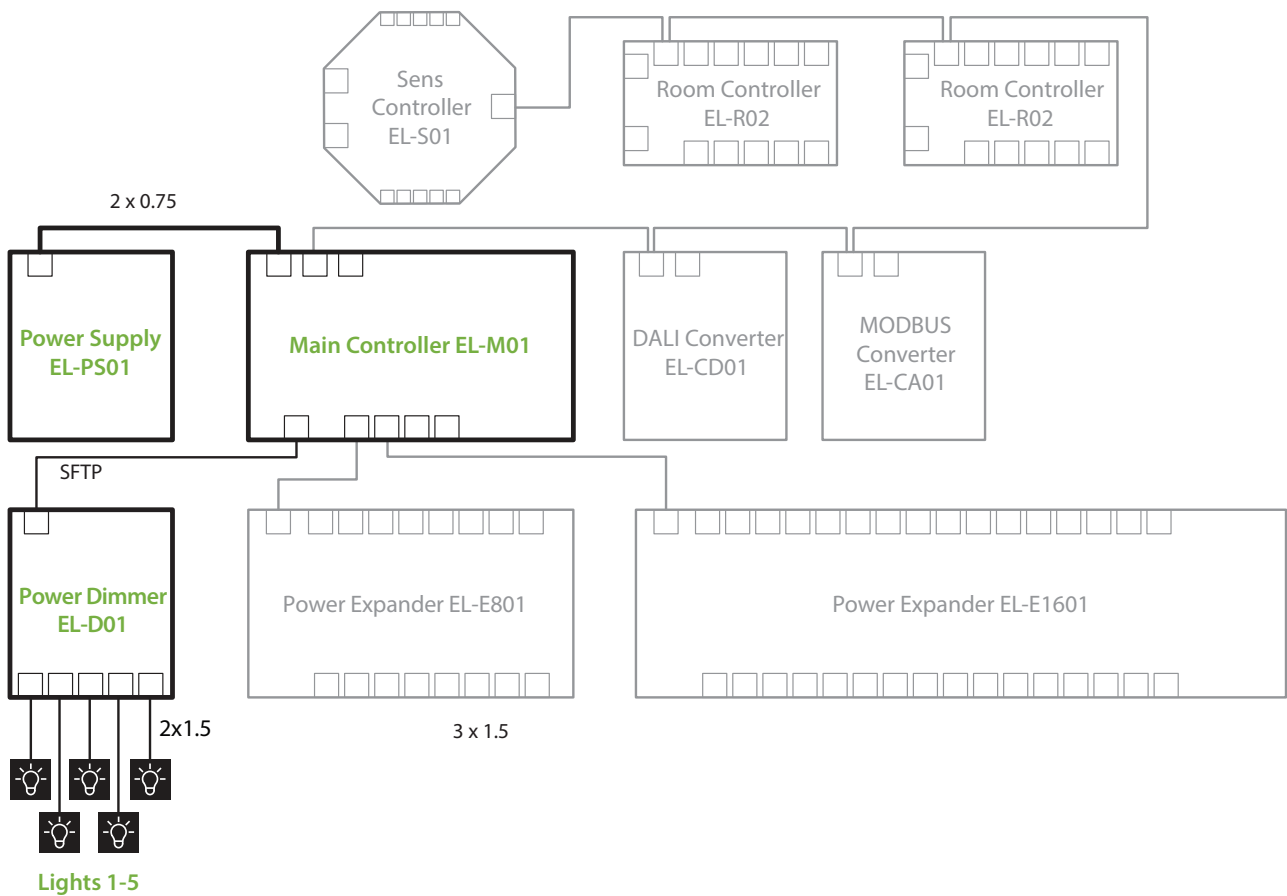 Sens
Controller
EL-S01
Room Controller
EL-R02
Room Controller
EL-R02
2 x 0.75
Power Supply
EL-PS01
Main Controller EL-M01
DALI Converter
EL-CD01
MODBUS
Converter
EL-CA01
SFTP
Power Dimmer
EL-D01
Power Expander EL-E801
Power Expander EL-E1601
2x1.5
3 x 1.5
Lights 1-5